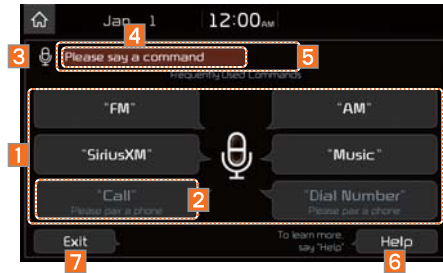 Jan 1 12:00AM
4
3 Please say a command 5
Frequently Used Commands
"FM" "AM"
1 "SiriusXM" "Music"
"Call" 2 "Dial Number"
Please pair a phone Please pair a phone
Exit To learn more, Help
say "Help"
7 6